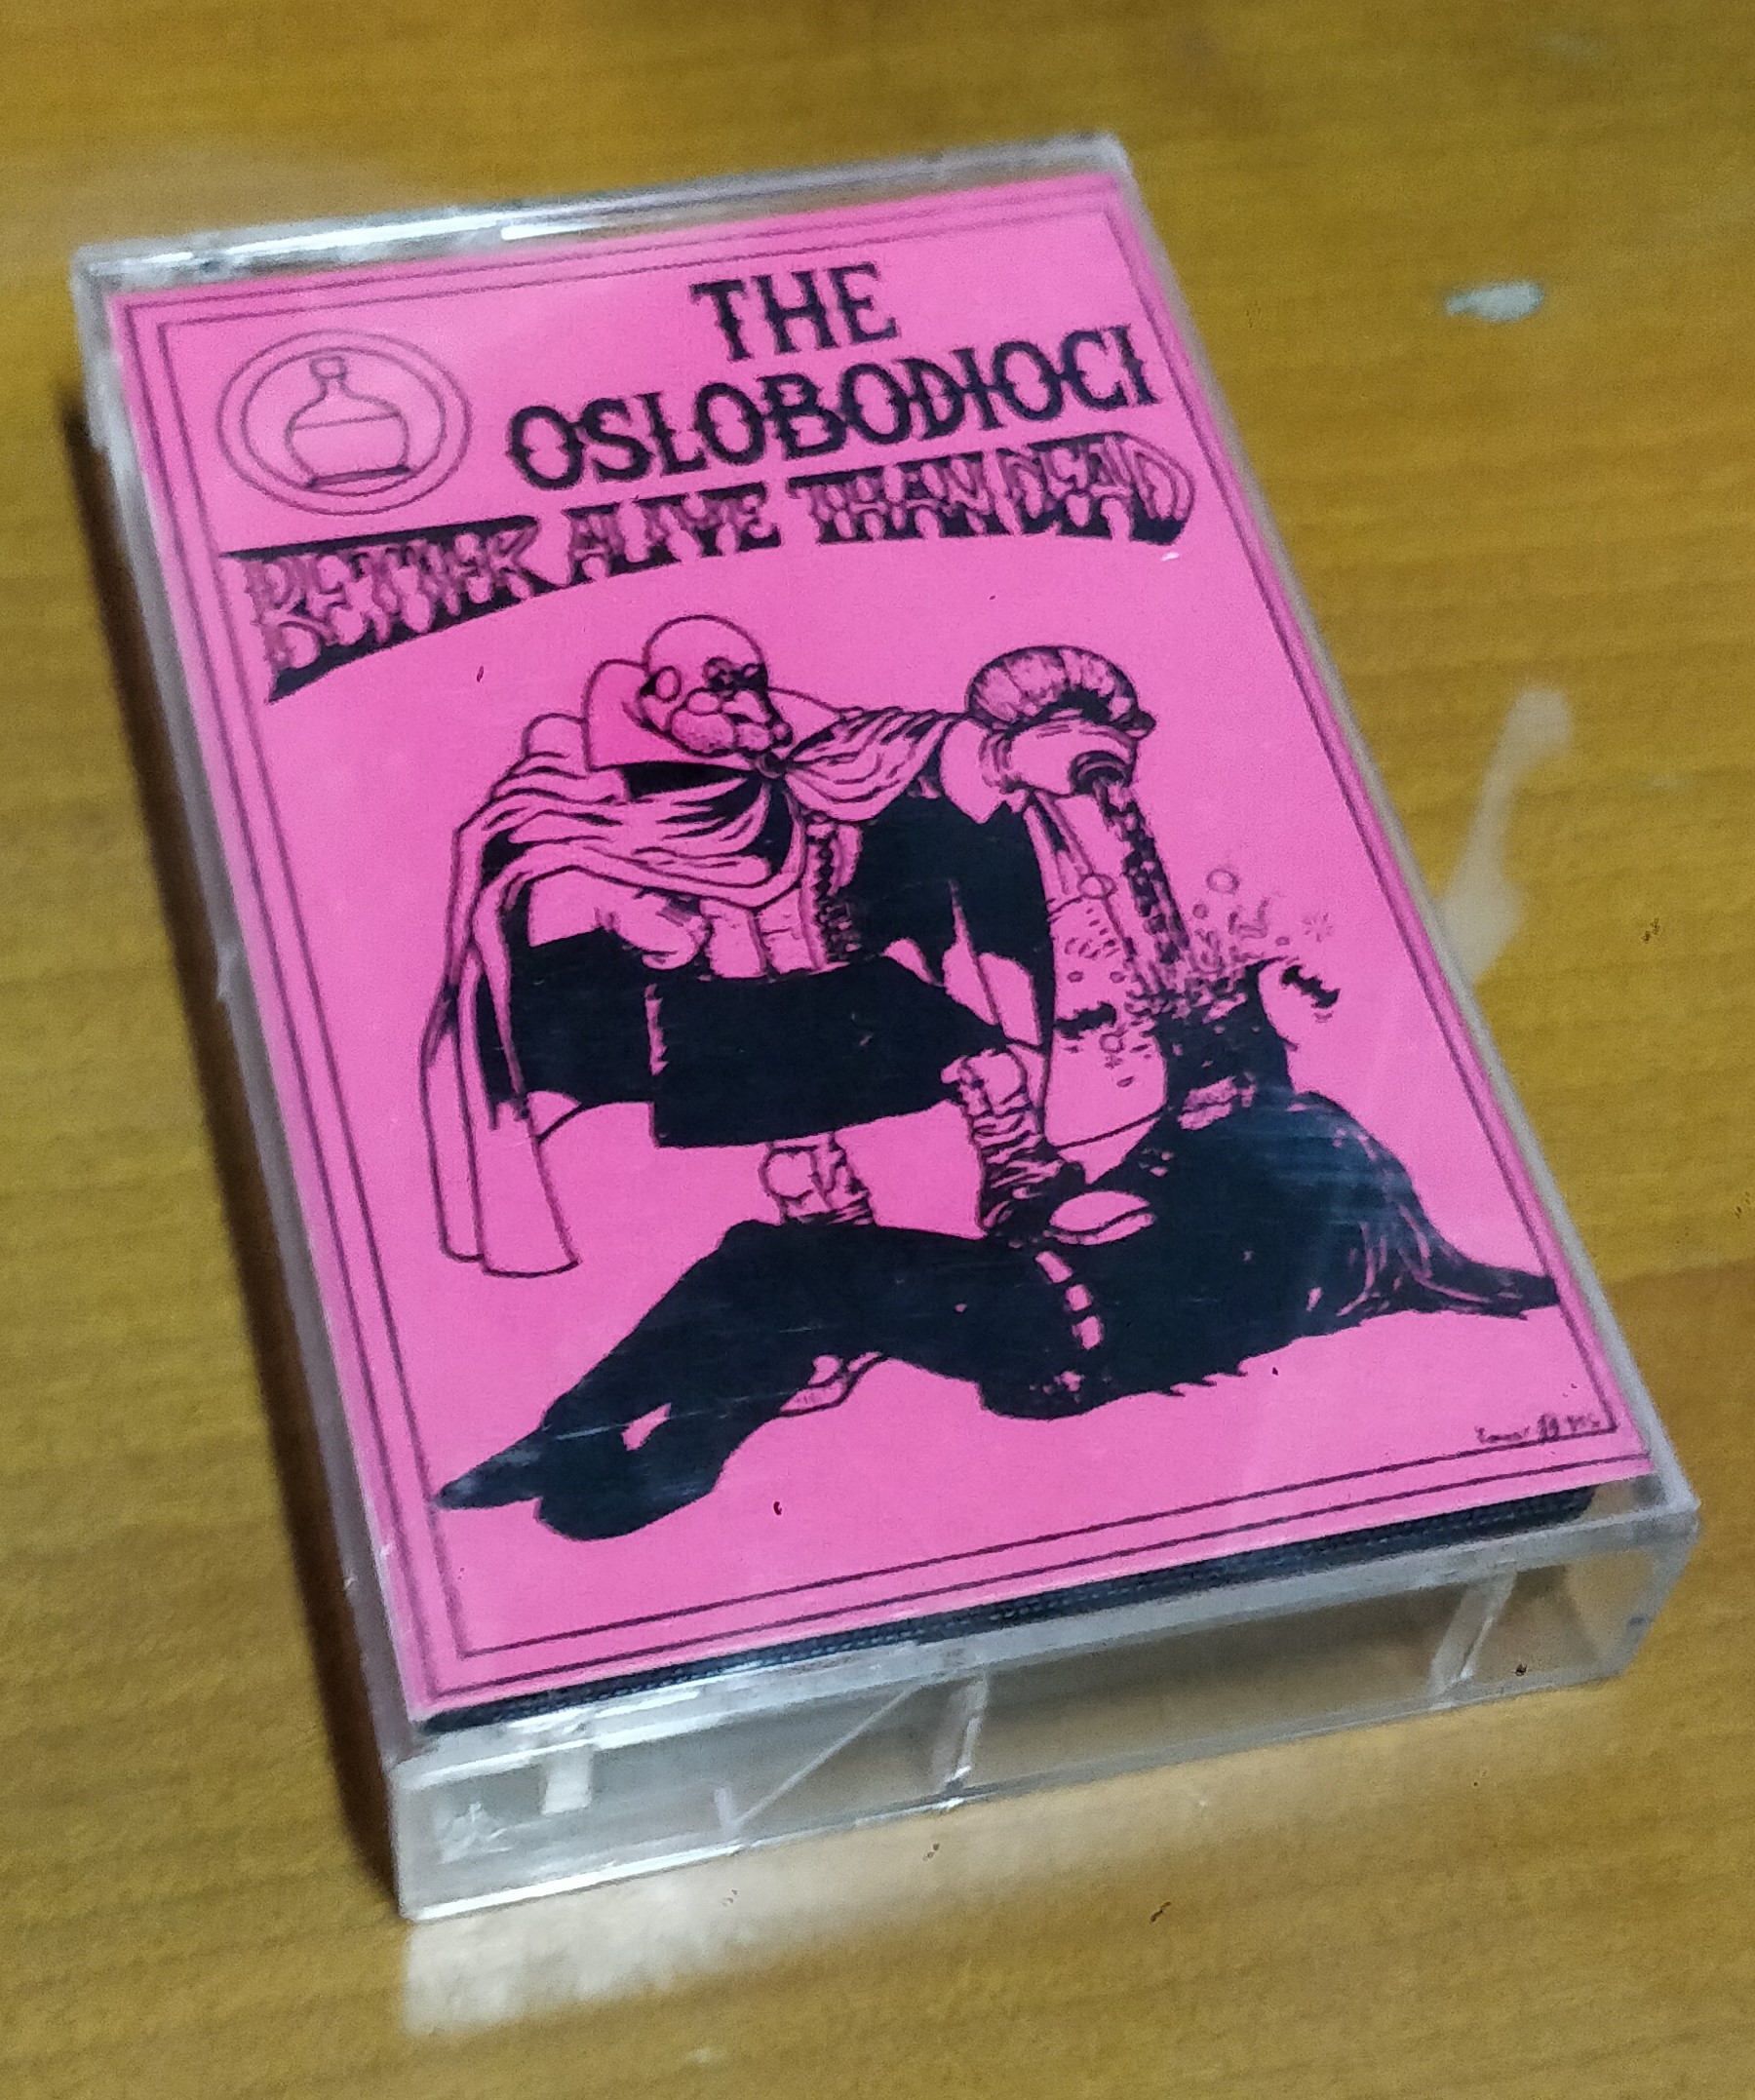 THE
OSLOBODIOCI
BETTER ALIVE THAN DEAD